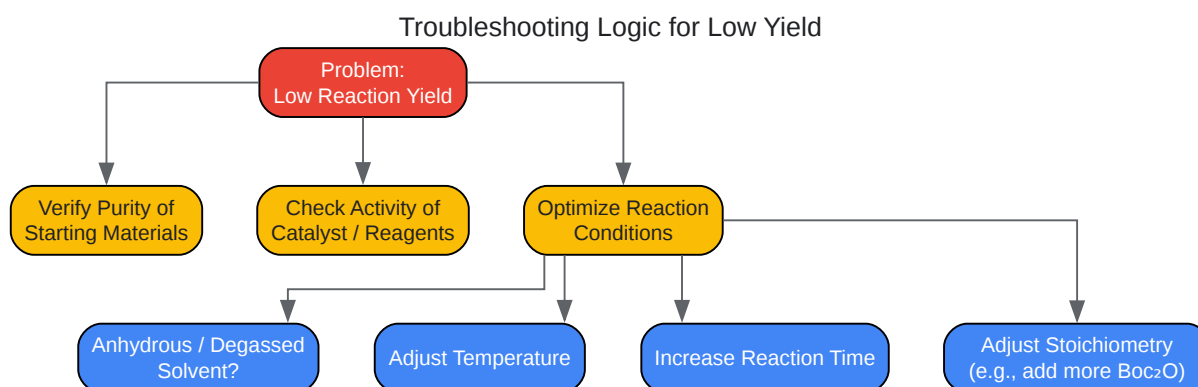 Troubleshooting Logic for Low Yield
Problem:
Low Reaction Yield
Verify Purity of
Starting Materials
Check Activity of
Catalyst / Reagents
Optimize Reaction
Conditions
Anhydrous / Degassed
Solvent?
Adjust Temperature
Increase Reaction Time
Adjust Stoichiometry
(e.g., add more Boc₂O)